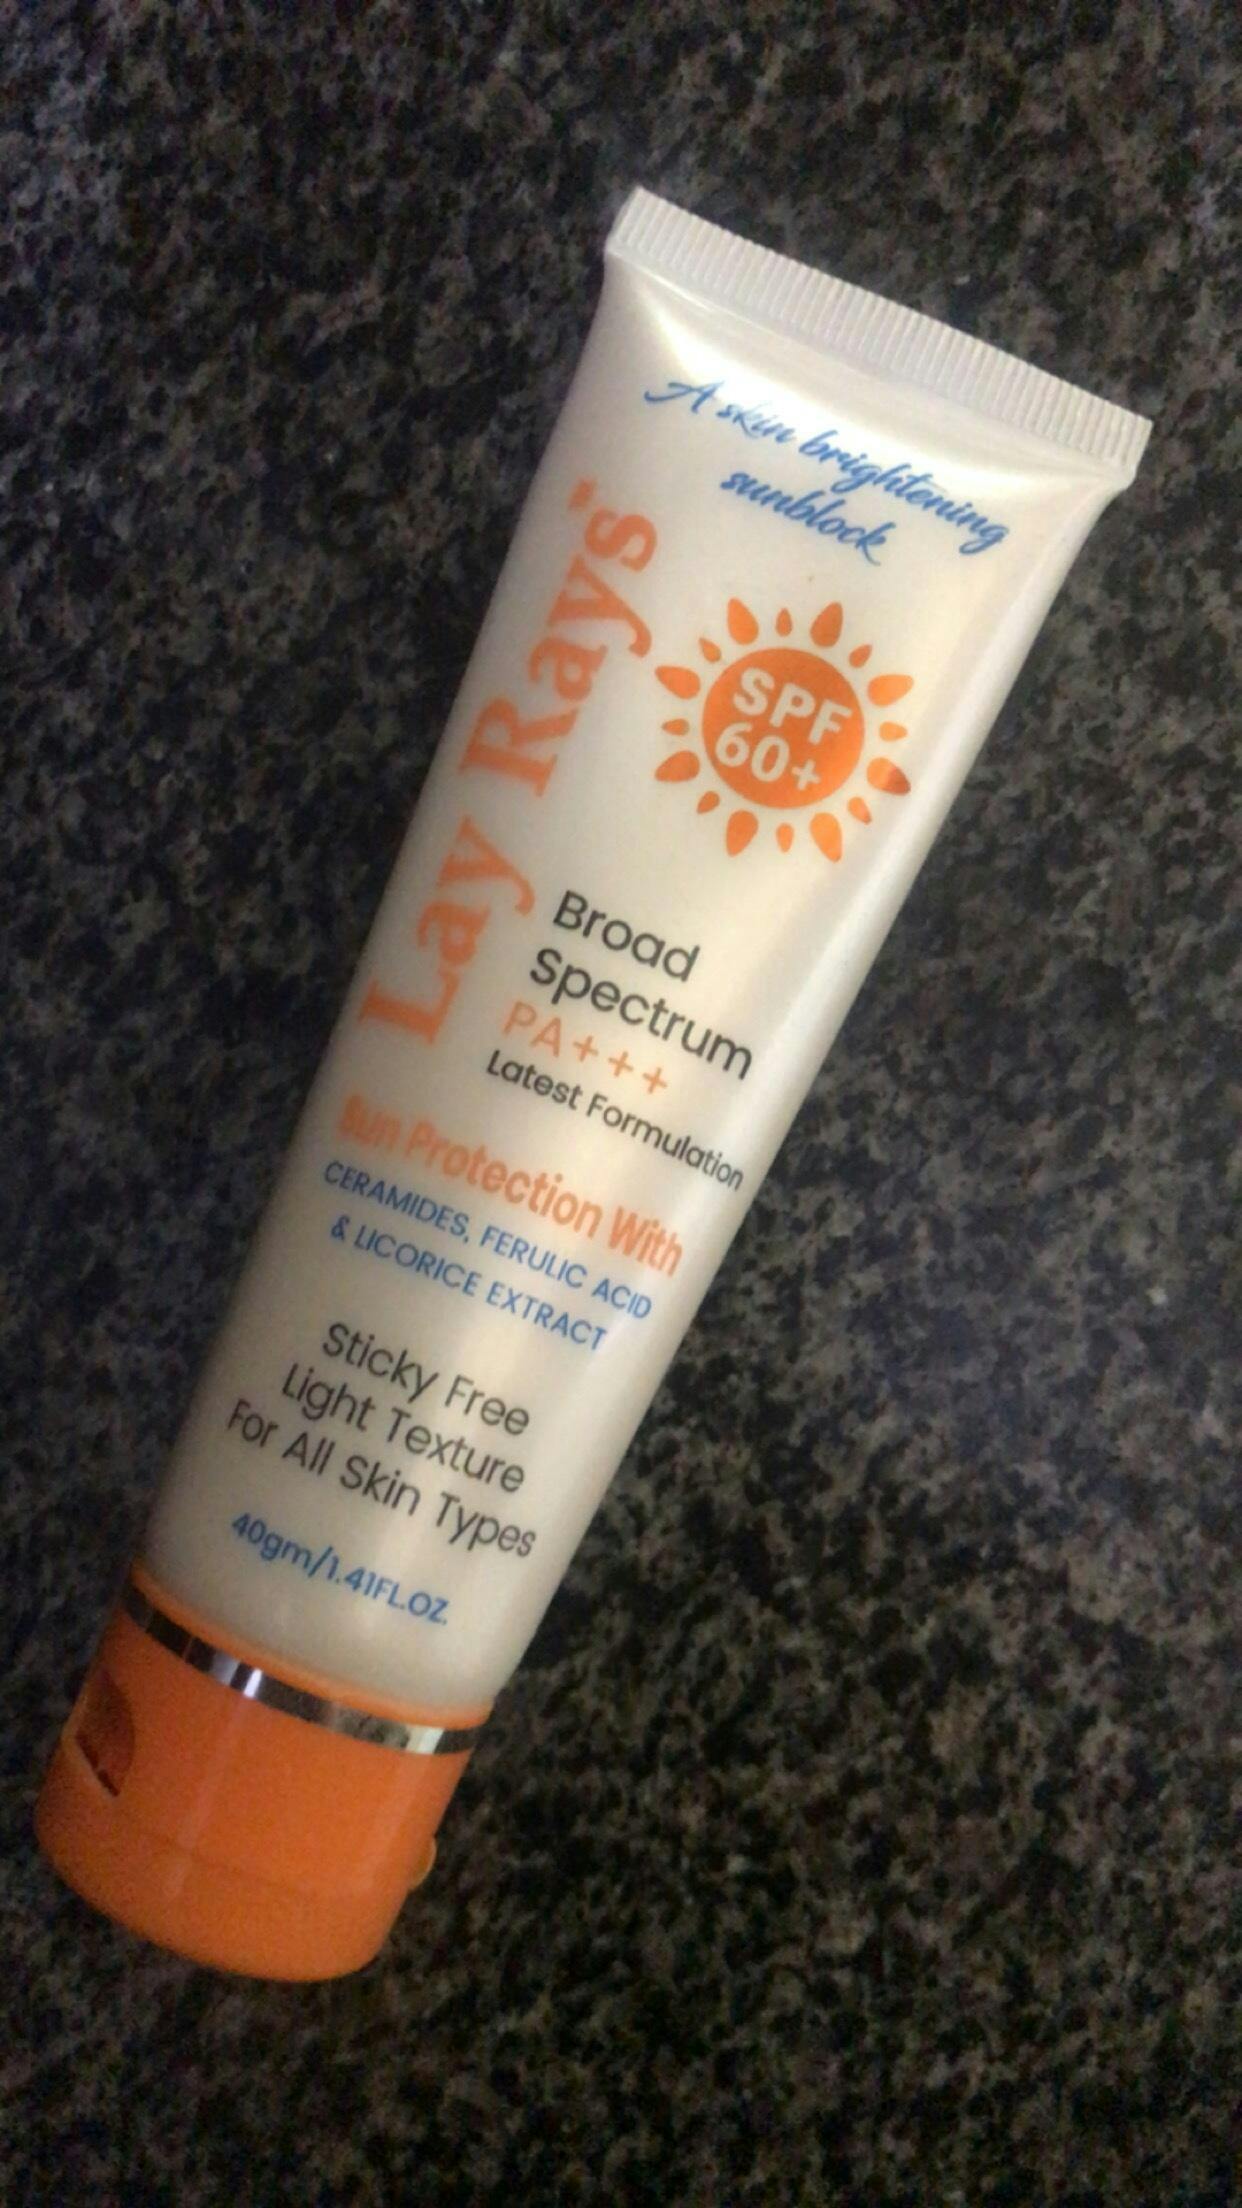 A skin brightening
sunblock
Lay Rays™
SPF
60+
Broad
Spectrum
PA+++
Latest Formulation
Sun Protection With
CERAMIDES, FERULIC ACID
& LICORICE EXTRACT
Sticky Free
Light Texture
For All Skin Types
40gm/1.41FL.OZ.